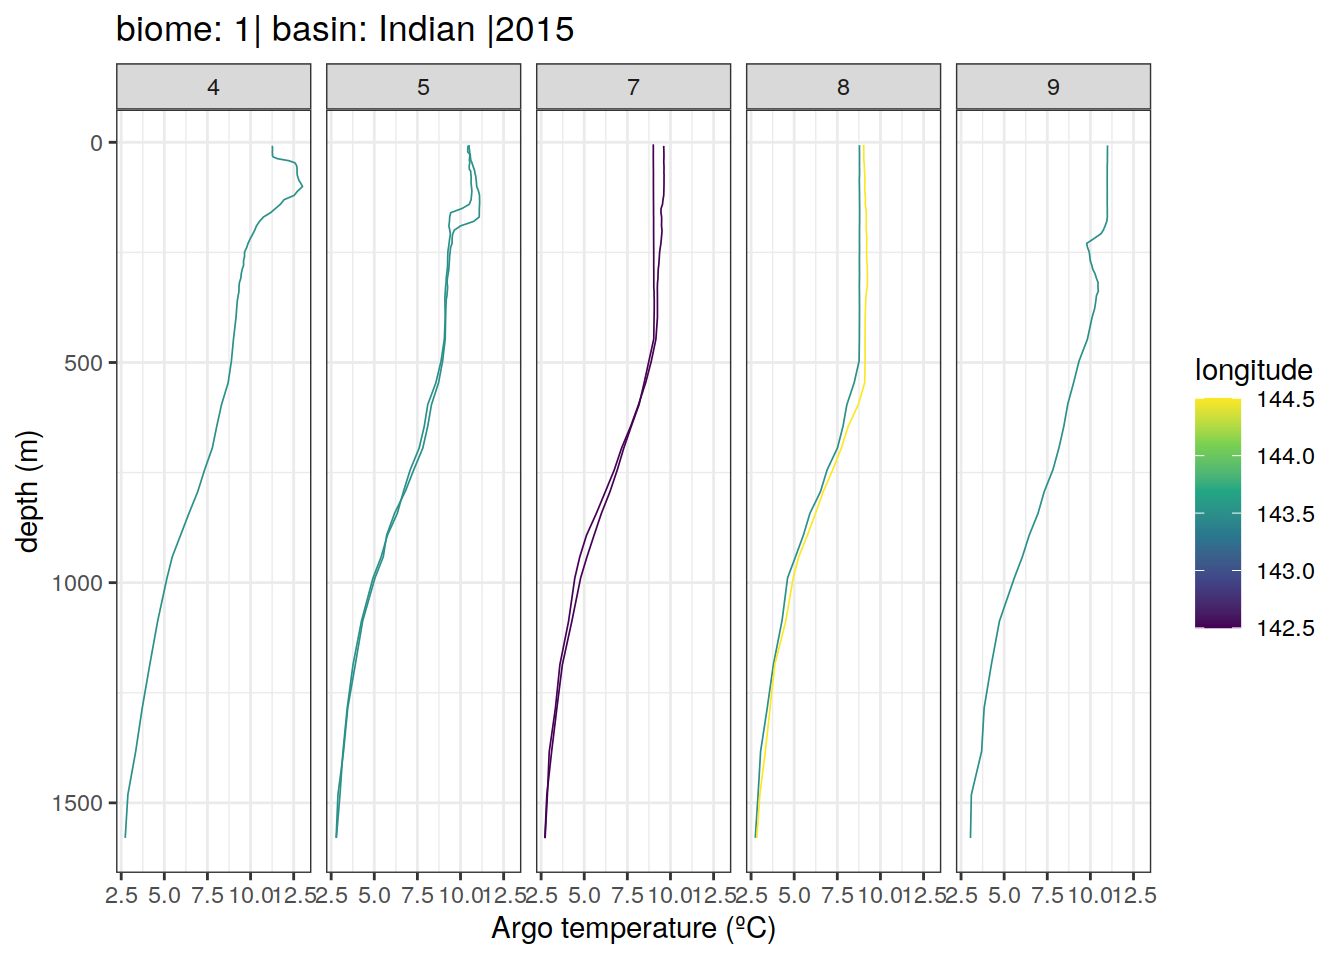 biome: 1| basin: Indian |2015
4 5 7 8 9
0
500
1000
1500
depth (m)
2.5 5.0 7.5 10.0 12.5 2.5 5.0 7.5 10.0 12.5 2.5 5.0 7.5 10.0 12.5 2.5 5.0 7.5 10.0 12.5 2.5 5.0 7.5 10.0 12.5
Argo temperature (ºC)
longitude
144.5
144.0
143.5
143.0
142.5